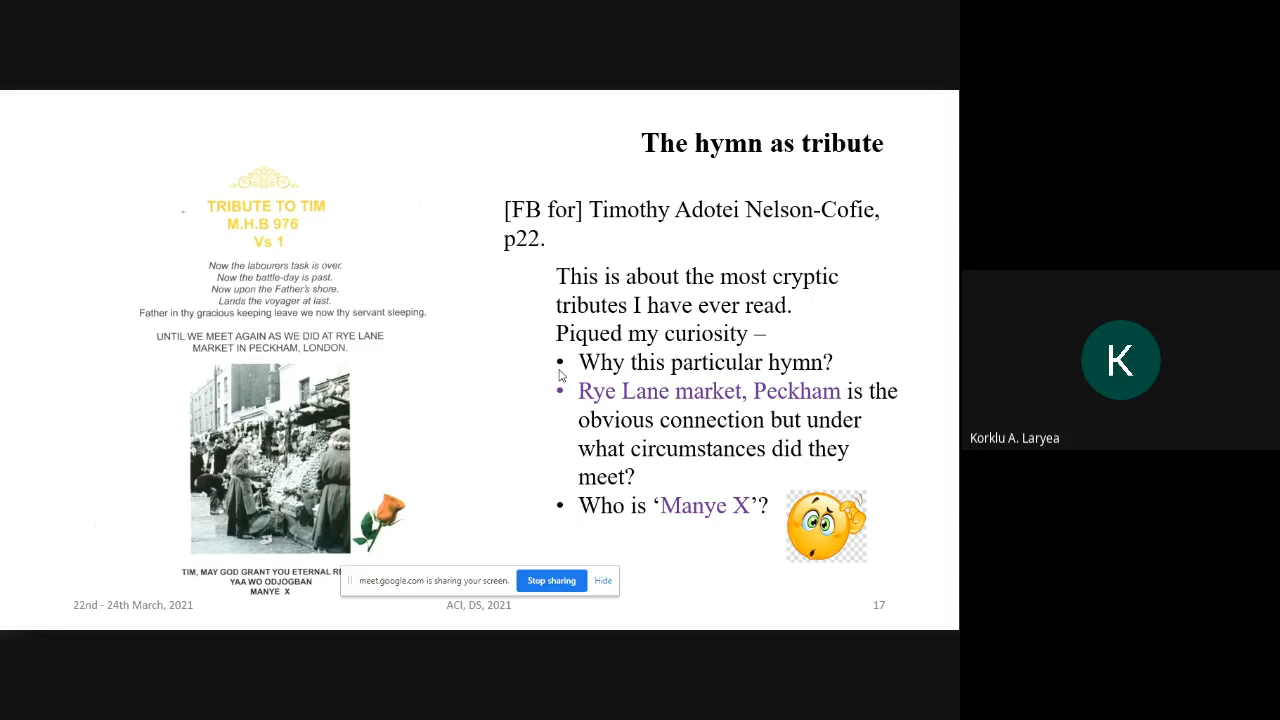 The hymn as tribute
TRIBUTE TO TIM
M.H.B 976
Vs 1
Now the labourers task is over.
Now the battle-day is past.
Now upon the Father's shore.
Lands the voyager at last.
Father in thy gracious keeping leave we now thy servant sleeping.
UNTIL WE MEET AGAIN AS WE DID AT RYE LANE
MARKET IN PECKHAM, LONDON.
TIM, MAY GOD GRANT YOU ETERNAL
YAA WO ODJOGBAN
MANYE X
[FB for] Timothy Adotei Nelson-Cofie,
p22.
This is about the most cryptic
tributes I have ever read.
Piqued my curiosity –
• Why this particular hymn?
• Rye Lane market, Peckham is the
obvious connection but under
what circumstances did they
meet?
• Who is ‘Manye X’?
meet.google.com is sharing your screen.
Stop sharing
Hide
22nd - 24th March, 2021
ACI, DS, 2021
17
K
Korklu A. Laryea